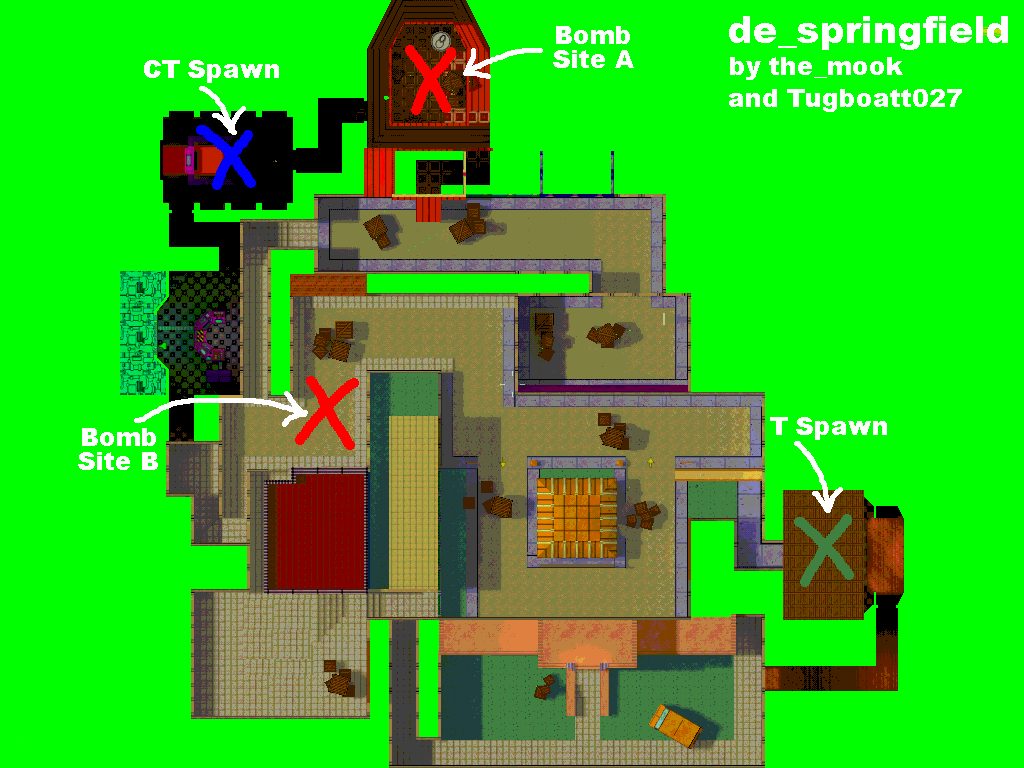 de_springfield
by the_mook
and Tugboatt027
Bomb
Site A
CT Spawn
Bomb
Site B
T Spawn